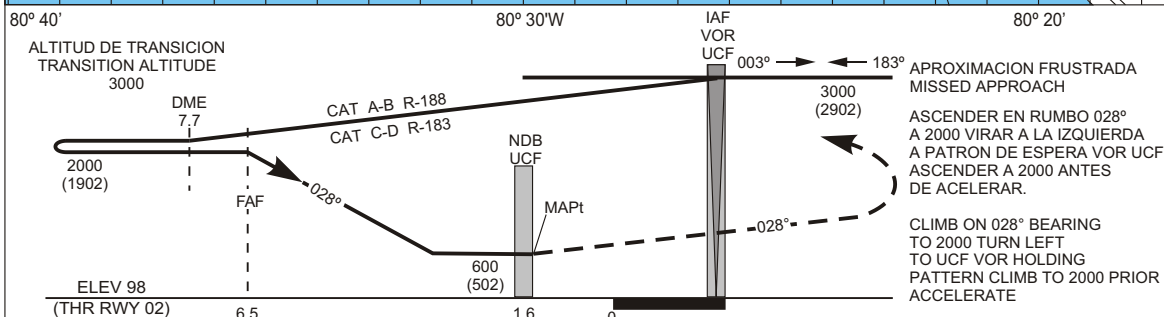 80º 40'
80º 30'W
80º 20'
ALTITUD DE TRANSICION
TRANSITION ALTITUDE
3000
DME
7.7
IAF
VOR
UCF
003º
183º
3000
(2902)
CAT A-B R-188
CAT C-D R-183
2000
(1902)
FAF
028º
NDB
UCF
MAPt
028°
600
(502)
ELEV 98
(THR RWY 02)
6.5
1.6
0
APROXIMACION FRUSTRADA
MISSED APPROACH
ASCENDER EN RUMBO 028º
A 2000 VIRAR A LA IZQUIERDA
A PATRON DE ESPERA VOR UCF
ASCENDER A 2000 ANTES
DE ACELERAR.
CLIMB ON 028° BEARING
TO 2000 TURN LEFT
TO UCF VOR HOLDING
PATTERN CLIMB TO 2000 PRIOR
ACCELERATE